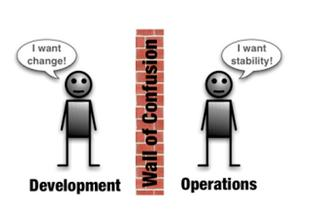 I want
change!
I want
stability!
Wall of Confusion
Development
Operations